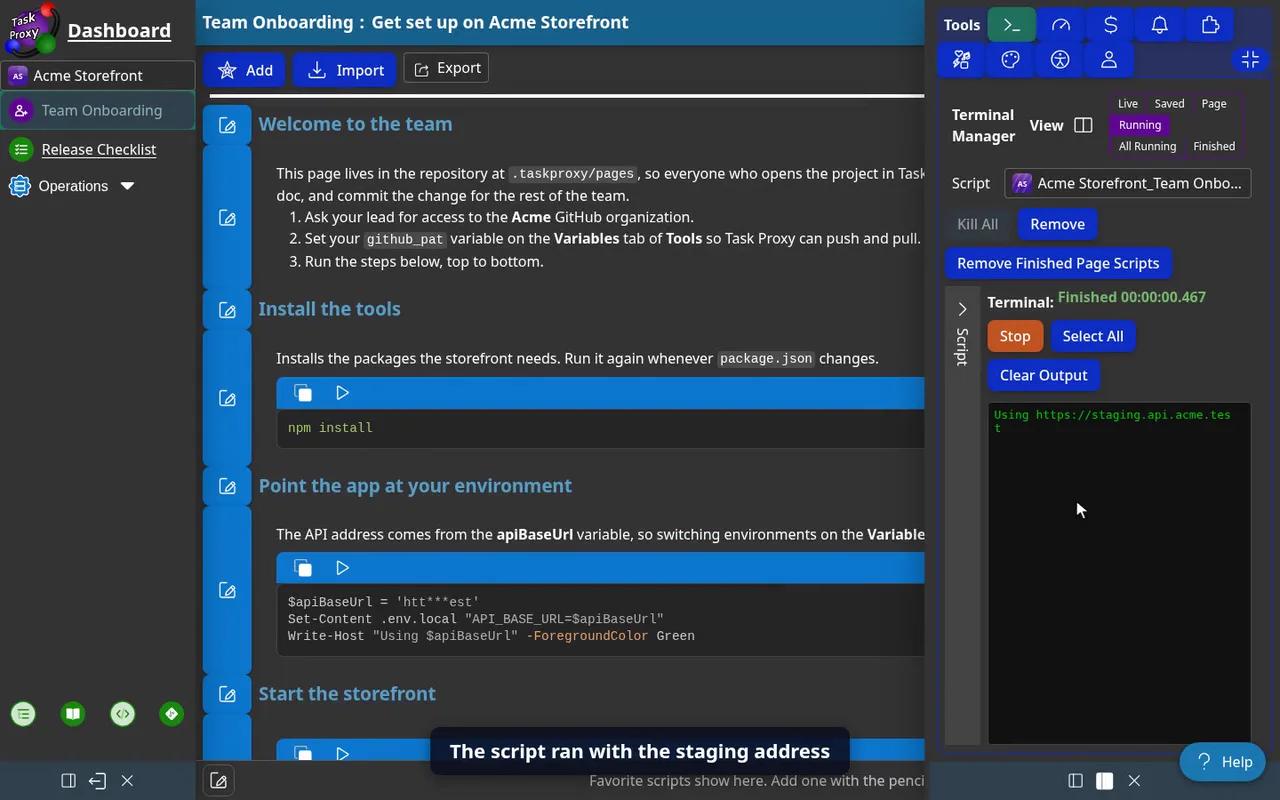 Task
Proxy
Dashboard
AS Acme Storefront
Team Onboarding
Release Checklist
Operations
Team Onboarding : Get set up on Acme Storefront
Add
Import
Export
Welcome to the team
This page lives in the repository at .taskproxy/pages, so everyone who opens the project in Task
doc, and commit the change for the rest of the team.
1. Ask your lead for access to the Acme GitHub organization.
2. Set your github_pat variable on the Variables tab of Tools so Task Proxy can push and pull.
3. Run the steps below, top to bottom.
Install the tools
Installs the packages the storefront needs. Run it again whenever package.json changes.
npm install
Point the app at your environment
The API address comes from the apiBaseUrl variable, so switching environments on the Variable
$apiBaseUrl = 'htt***est'
Set-Content .env.local "API_BASE_URL=$apiBaseUrl"
Write-Host "Using $apiBaseUrl" -ForegroundColor Green
Start the storefront
The script ran with the staging address
Favorite scripts show here. Add one with the penci
Tools
Terminal
Manager
View
Live Saved Page
Running
All Running Finished
Script
AS Acme Storefront_Team Onbo...
Kill All
Remove
Remove Finished Page Scripts
Script
Terminal: Finished 00:00:00.467
Stop
Select All
Clear Output
Using https://staging.api.acme.tes
t
? Help